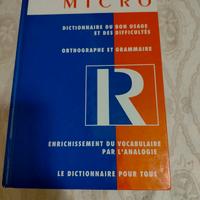 MICRO
DICTIONNAIRE DU BON USAGE
ET DES DIFFICULTÉS
ORTHOGRAPHE ET GRAMMAIRE
R
ENRICHISSEMENT DU VOCABULAIRE
PAR L'ANALOGIE
LE DICTIONNAIRE POUR TOUS